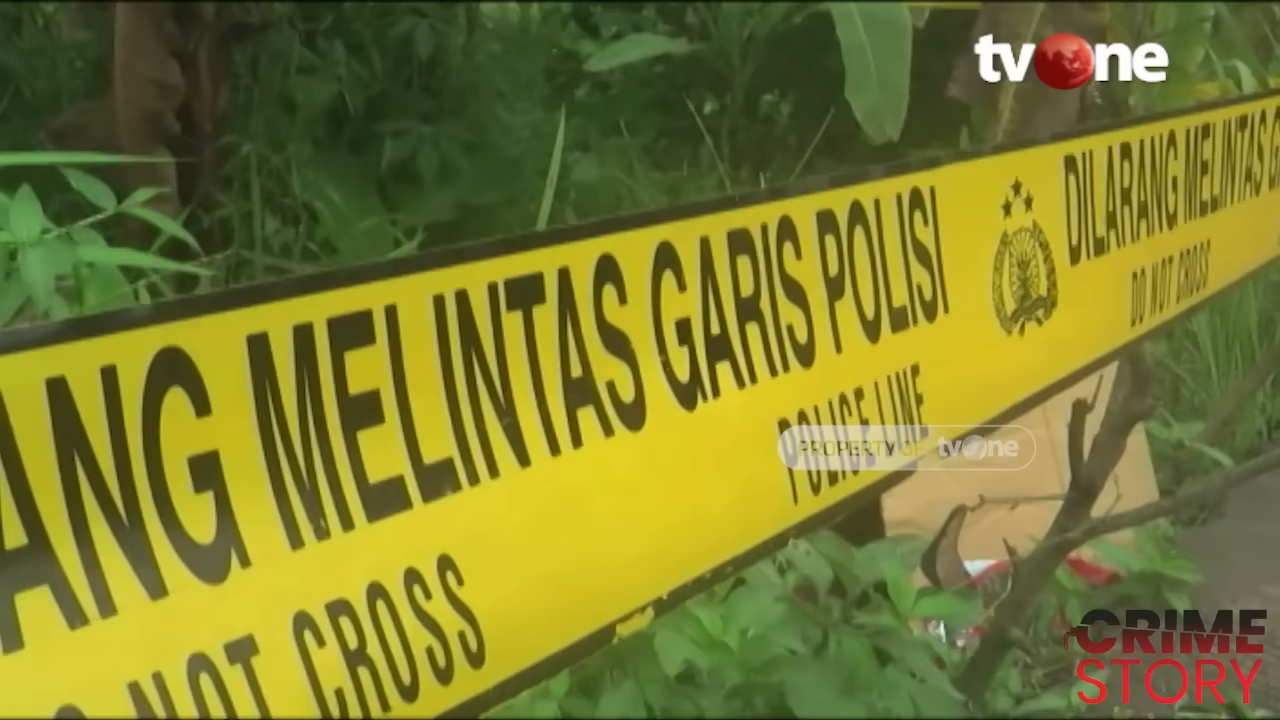 tvOne
ANG MELINTAS GARIS POLISI
DILARANG MELINTAS G
DO NOT CROSS
POLICE LINE
PROPERTY OF tvOne
NOT CROSS
CRIME
STORY